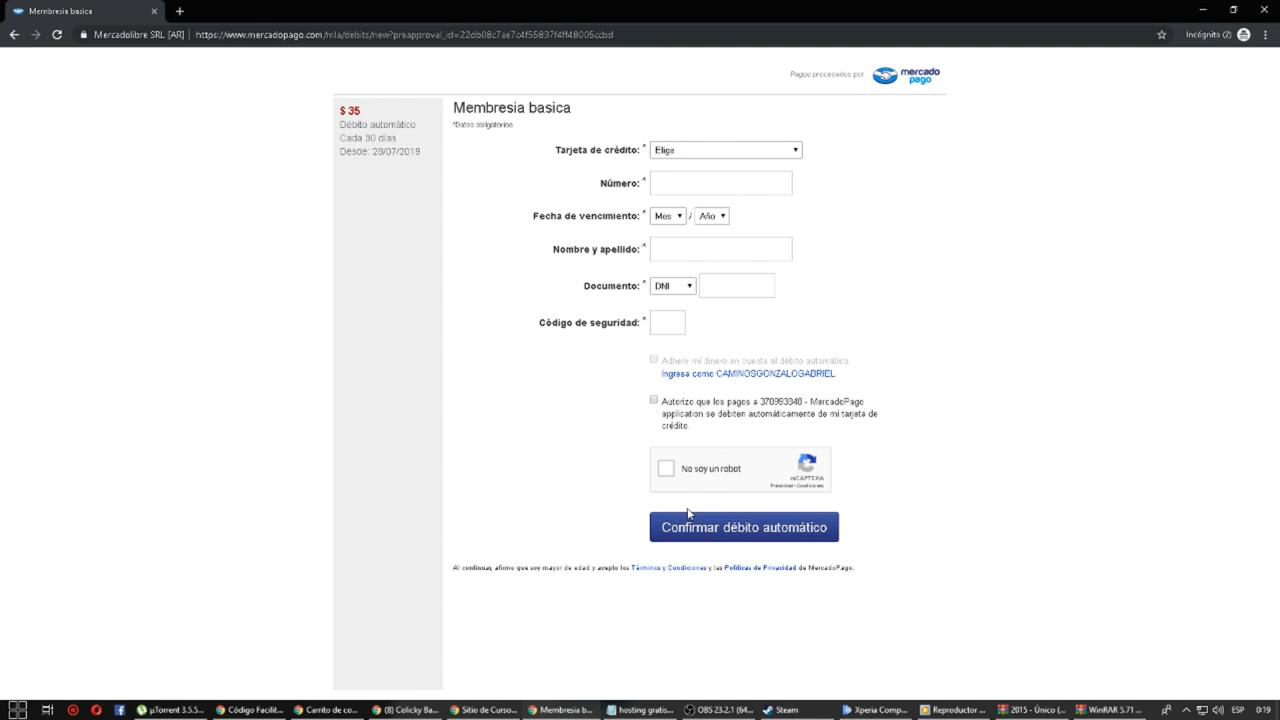 Membresia basica
Mercadolibre SRL [AR] | https://www.mercadopago.com/mla/debits/new?preapproval_id=22db08c7ae7c4f55837f4ff48005cdbd
Incógnito (2)
Pagos procesados por mercado pago
$ 35
Débito automático
Cada 30 días
Desde: 28/07/2019
Membresia basica
*Datos obligatorios
Tarjeta de crédito: * Elige
Número: *
Fecha de vencimiento: * Mes / Año
Nombre y apellido: *
Documento: * DNI
Código de seguridad: *
Adherir mi dinero en cuenta al débito automático.
Ingresa como CAMINOSGONZALOGABRIEL
Autorizo que los pagos a 370993848 - MercadoPago
application se debiten automáticamente de mi tarjeta de
crédito.
No soy un robot
reCAPTCHA
Privacidad - Condiciones
Confirmar débito automático
Al continuar, afirmo que soy mayor de edad y acepto los Términos y Condiciones y las Políticas de Privacidad de MercadoPago.
µTorrent 3.5.5... Código Facilit... Carrito de co... (8) Colicky Ba... Sitio de Curso... Membresia b... hosting gratis... OBS 23.2.1 (64... Steam Xperia Comp... Reproductor ... 2015 - Único (... WinRAR 5.71 ... ESP 0:19